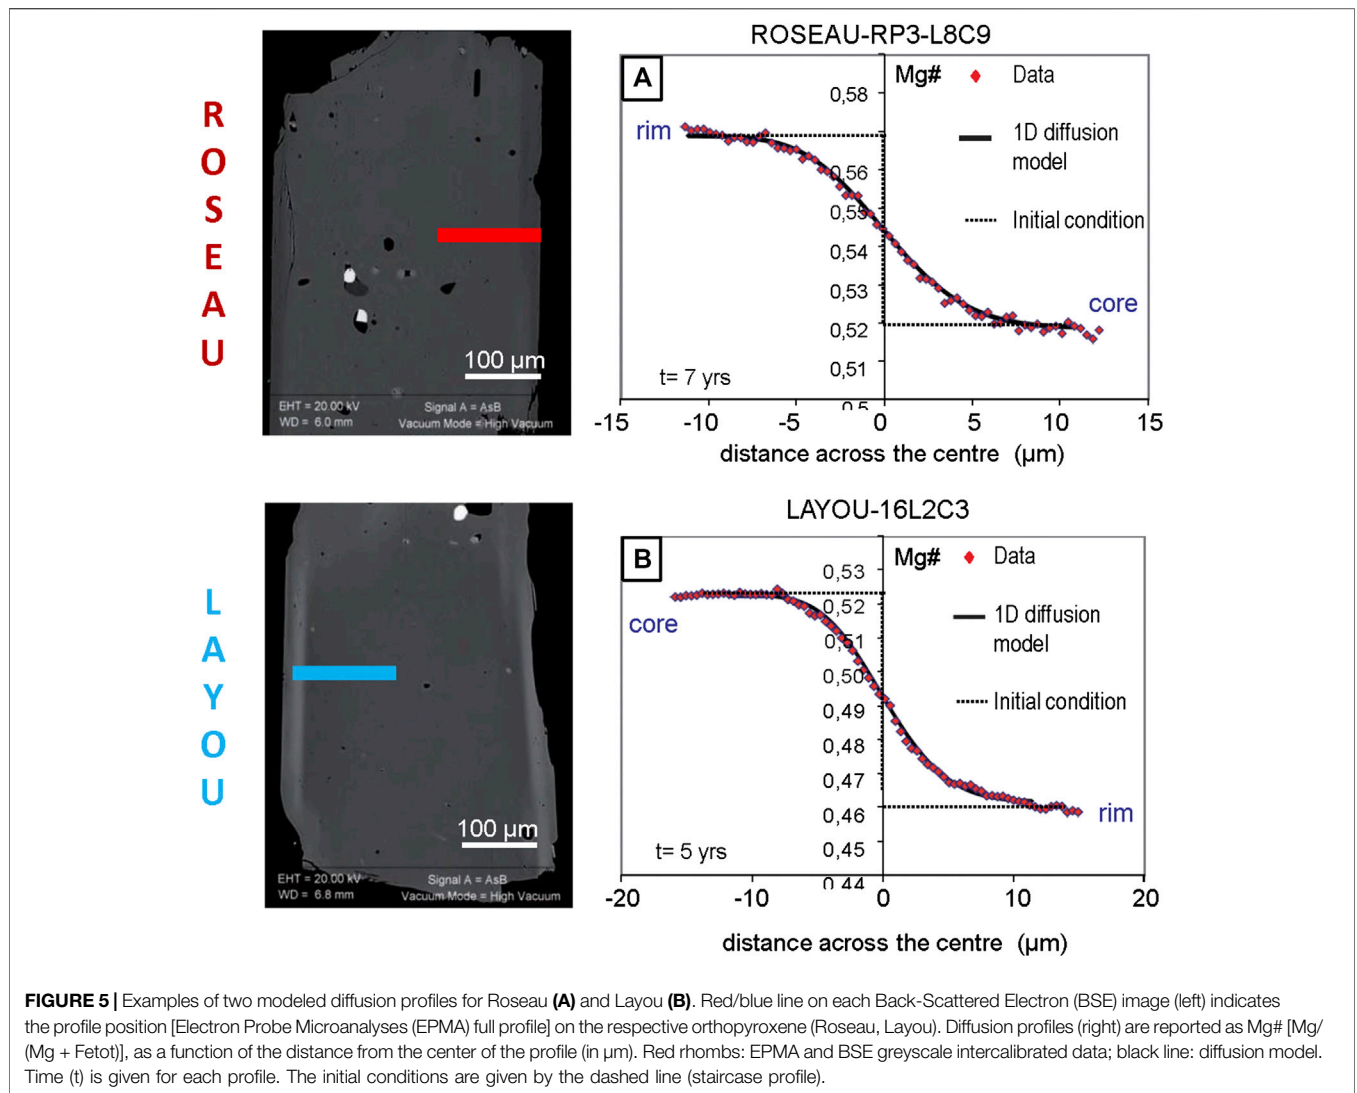 R
O
S
E
A
U
100 µm
EHT = 20.00 kV
WD = 6.0 mm
Signal A = AsB
Vacuum Mode = High Vacuum
ROSEAU-RP3-L8C9
A
Mg#
Data
1D diffusion
model
Initial condition
rim
core
0,58
0,56
0,55
0,54
0,53
0,52
0,51
0,5
t= 7 yrs
-15
-10
-5
0
5
10
15
distance across the centre (µm)
L
A
Y
O
U
100 µm
EHT = 20.00 kV
WD = 6.8 mm
Signal A = AsB
Vacuum Mode = High Vacuum
LAYOU-16L2C3
B
Mg#
Data
1D diffusion
model
Initial condition
core
rim
0,53
0,52
0,51
0,50
0,49
0,48
0,47
0,46
0,45
0,44
t= 5 yrs
-20
-10
0
10
20
distance across the centre (µm)
FIGURE 5 | Examples of two modeled diffusion profiles for Roseau (A) and Layou (B). Red/blue line on each Back-Scattered Electron (BSE) image (left) indicates
the profile position [Electron Probe Microanalyses (EPMA) full profile] on the respective orthopyroxene (Roseau, Layou). Diffusion profiles (right) are reported as Mg# [Mg/
(Mg + Fetot)], as a function of the distance from the center of the profile (in µm). Red rhombs: EPMA and BSE greyscale intercalibrated data; black line: diffusion model.
Time (t) is given for each profile. The initial conditions are given by the dashed line (staircase profile).